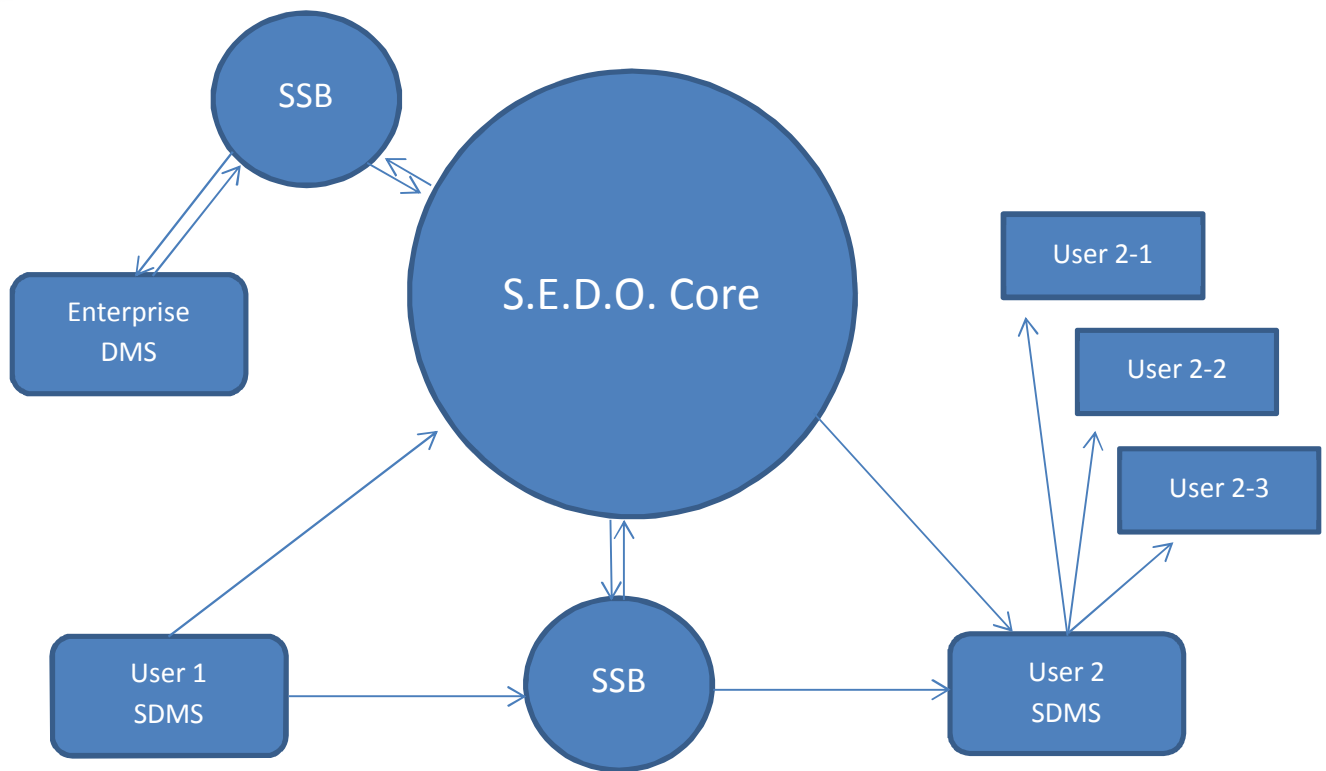 SSB
S.E.D.O. Core
User 2-1
Enterprise
DMS
User 2-2
User 2-3
User 1
SDMS
SSB
User 2
SDMS